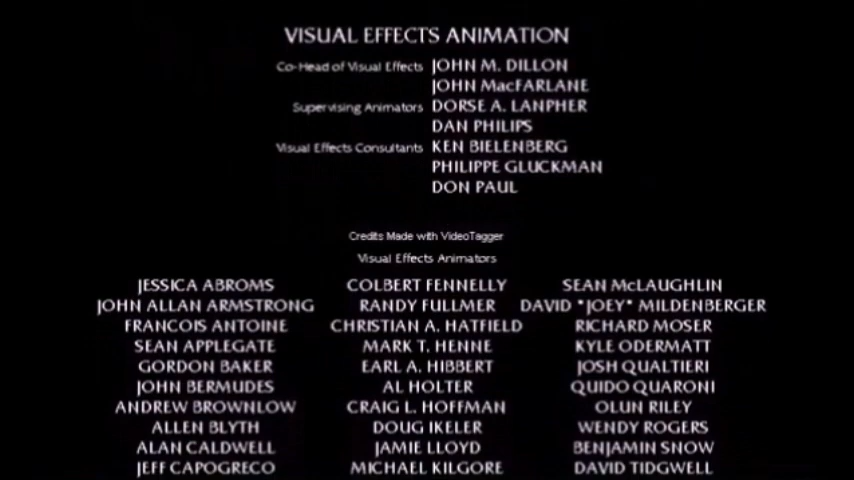 VISUAL EFFECTS ANIMATION
Co-Head of Visual Effects JOHN M. DILLON
JOHN MacFARLANE
Supervising Animators DORSE A. LANPHER
DAN PHILIPS
Visual Effects Consultants KEN BIELENBERG
PHILIPPE GLUCKMAN
DON PAUL
Credits Made with VideoTagger
Visual Effects Animators
JESSICA ABROMS COLBERT FENNELLY SEAN McLAUGHLIN
JOHN ALLAN ARMSTRONG RANDY FULLMER DAVID "JOEY" MILDENBERGER
FRANCOIS ANTOINE CHRISTIAN A. HATFIELD RICHARD MOSER
SEAN APPLEGATE MARK T. HENNE KYLE ODERMATT
GORDON BAKER EARL A. HIBBERT JOSH QUALTIERI
JOHN BERMUDES AL HOLTER QUIDO QUARONI
ANDREW BROWNLOW CRAIG L. HOFFMAN OLUN RILEY
ALLEN BLYTH DOUG IKELER WENDY ROGERS
ALAN CALDWELL JAMIE LLOYD BENJAMIN SNOW
JEFF CAPOGRECO MICHAEL KILGORE DAVID TIDGWELL